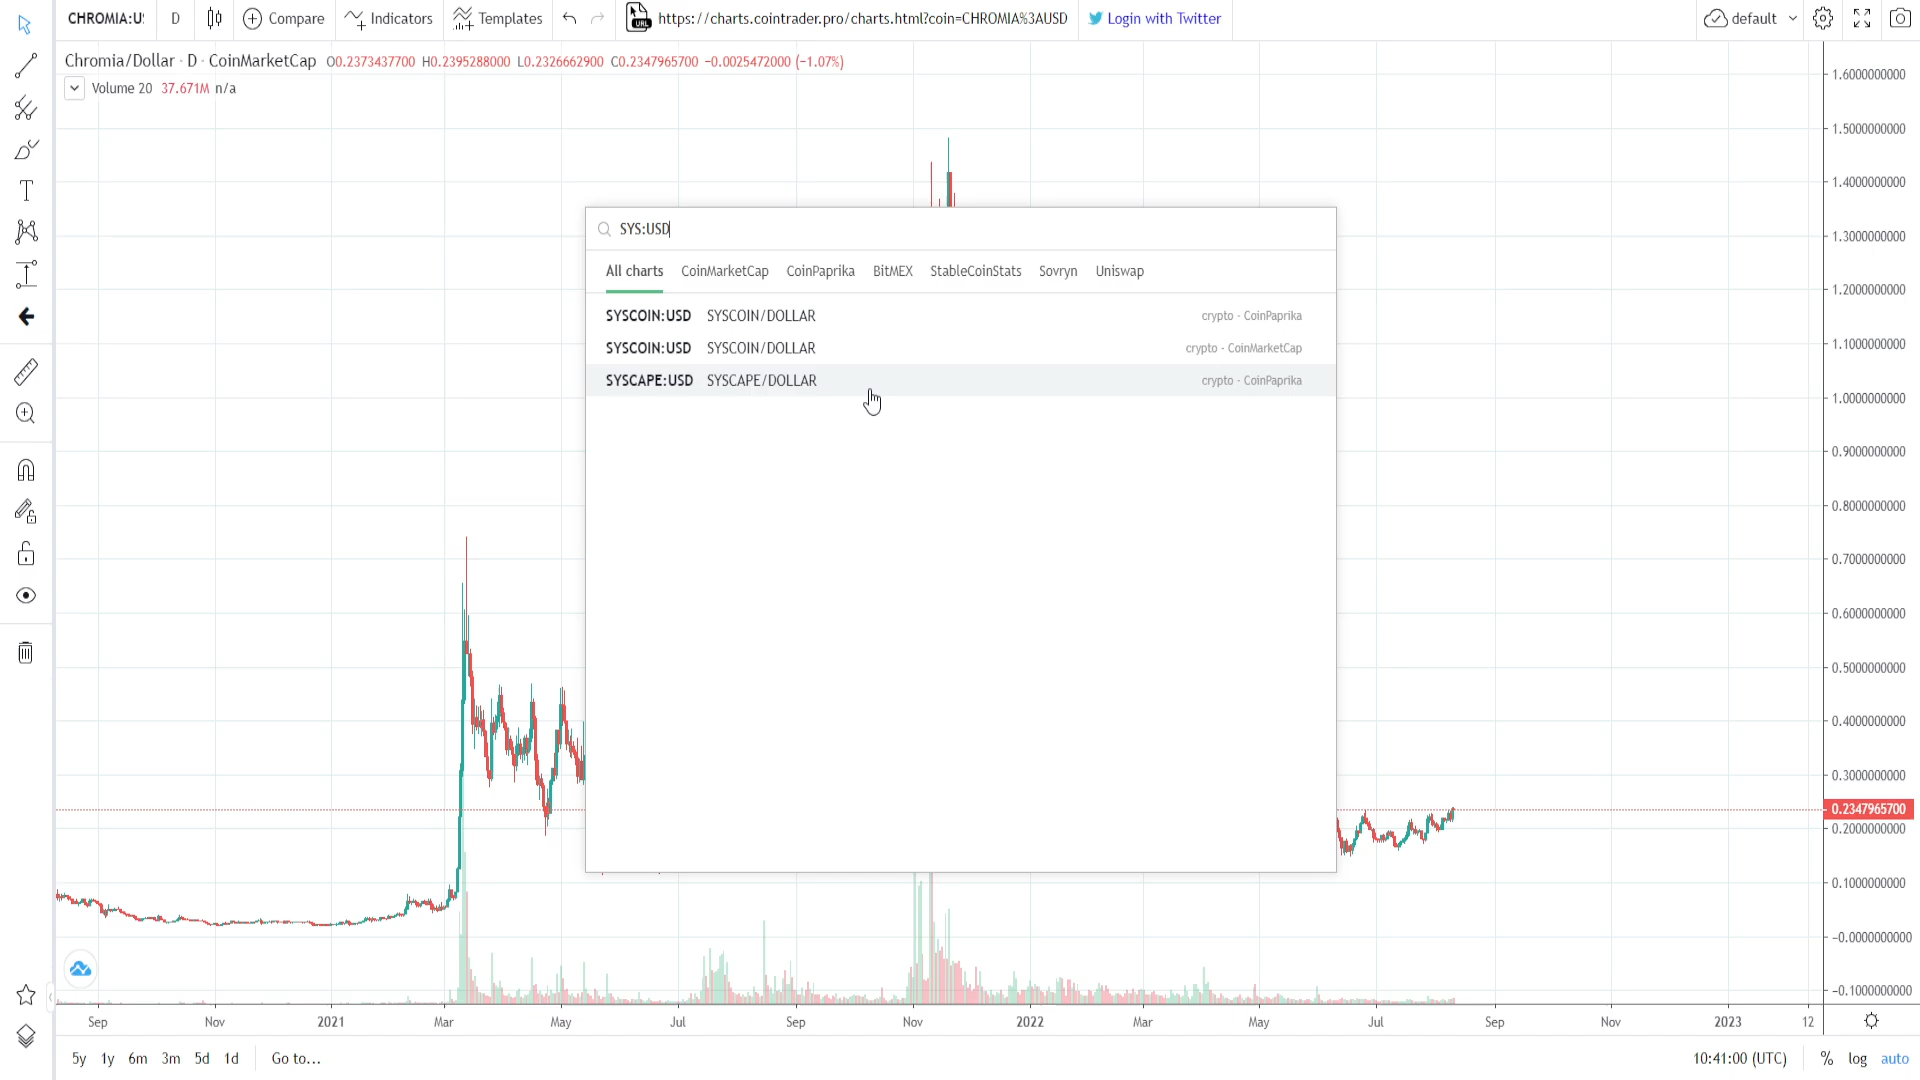 CHROMIA:U
D
Compare
Indicators
Templates
URL
https://charts.cointrader.pro/charts.html?coin=CHROMIA%3AUSD
Login with Twitter
default
Chromia/Dollar · D · CoinMarketCap O0.2373437700 H0.2395288000 L0.2326662900 C0.2347965700 −0.0025472000 (−1.07%)
Volume 20 37.671M n/a
SYS:USD
All charts CoinMarketCap CoinPaprika BitMEX StableCoinStats Sovryn Uniswap
SYSCOIN:USD SYSCOIN/DOLLAR crypto - CoinPaprika
SYSCOIN:USD SYSCOIN/DOLLAR crypto - CoinMarketCap
SYSCAPE:USD SYSCAPE/DOLLAR crypto - CoinPaprika
1.6000000000
1.5000000000
1.4000000000
1.3000000000
1.2000000000
1.1000000000
1.0000000000
0.9000000000
0.8000000000
0.7000000000
0.6000000000
0.5000000000
0.4000000000
0.3000000000
0.2347965700
0.2000000000
0.1000000000
−0.0000000000
−0.1000000000
Sep Nov 2021 Mar May Jul Sep Nov 2022 Mar May Jul Sep Nov 2023 12
5y 1y 6m 3m 5d 1d Go to...
10:41:00 (UTC) % log auto